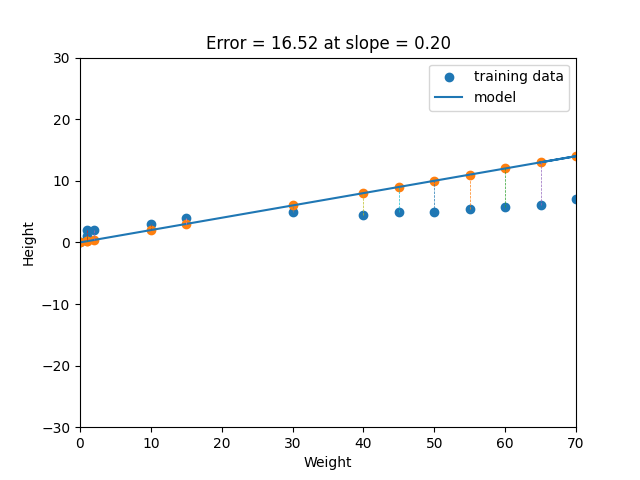 Error = 16.52 at slope = 0.20
training data
model
30
20
10
0
−10
−20
−30
Height
0 10 20 30 40 50 60 70
Weight